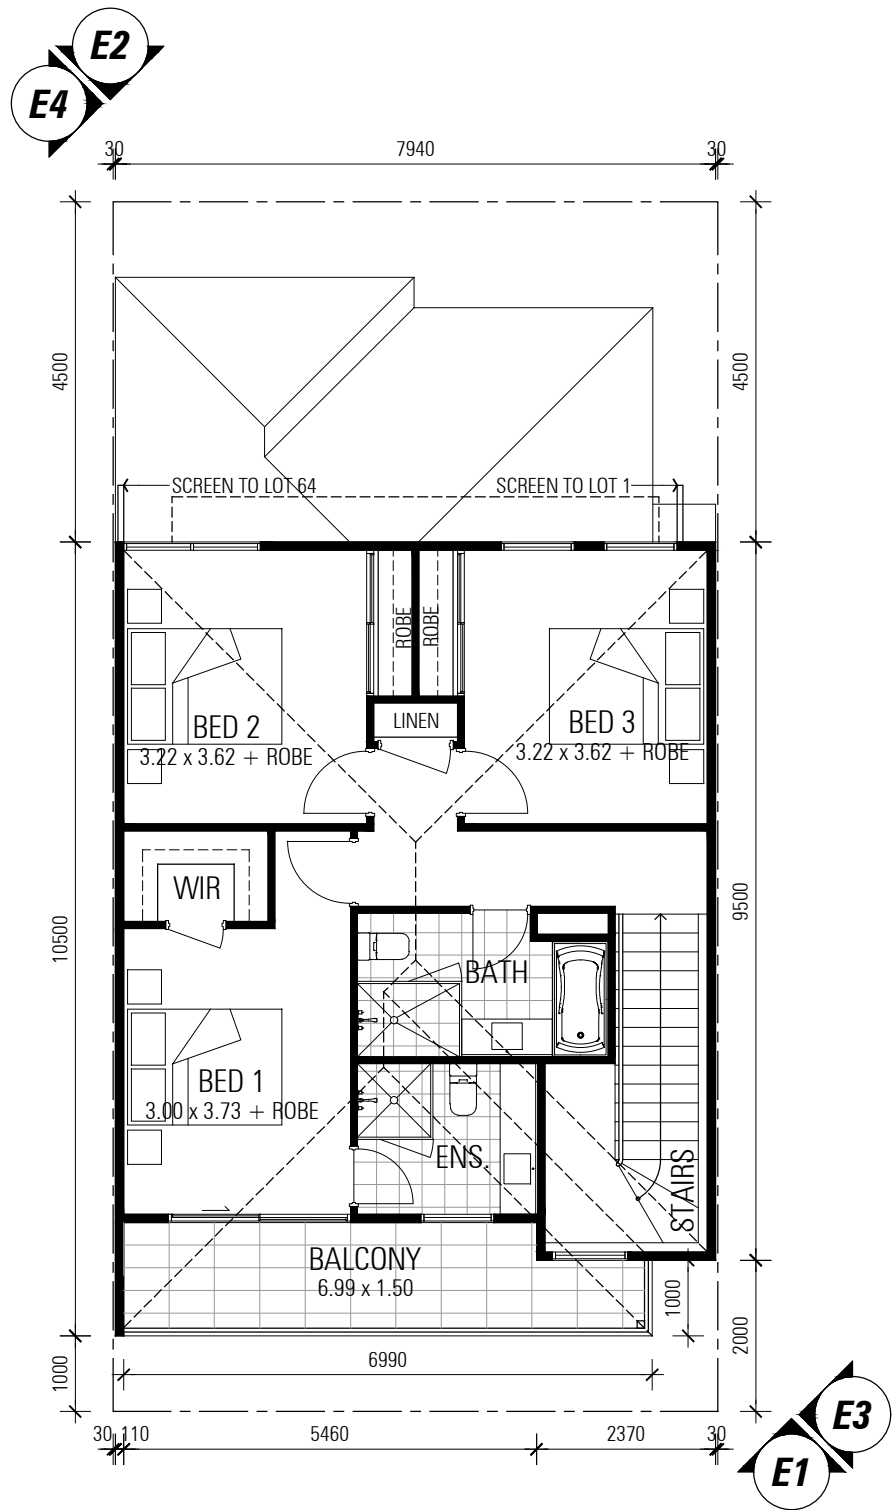 E2
E4
30
7940
30
4500
4500
SCREEN TO LOT 64
SCREEN TO LOT 1
ROBE
ROBE
LINEN
BED 2
3.22 x 3.62 + ROBE
BED 3
3.22 x 3.62 + ROBE
WIR
10500
9500
BATH
BED 1
3.00 x 3.73 + ROBE
ENS.
STAIRS
BALCONY
6.99 x 1.50
1000
2000
1000
6990
30
110
5460
2370
30
E3
E1